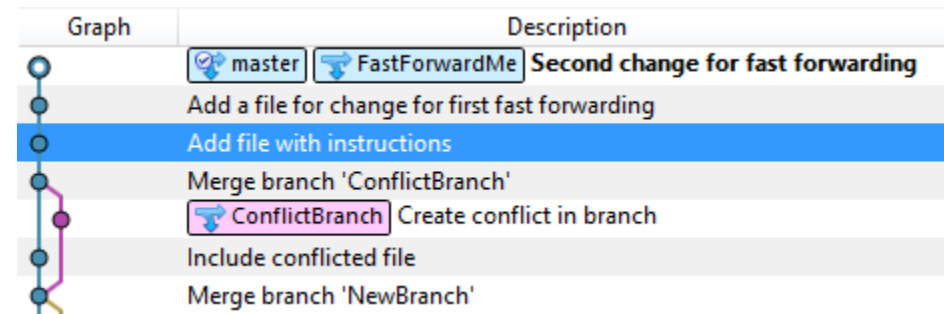 Graph Description
master FastForwardMe Second change for fast forwarding
Add a file for change for first fast forwarding
Add file with instructions
Merge branch 'ConflictBranch'
ConflictBranch Create conflict in branch
Include conflicted file
Merge branch 'NewBranch'